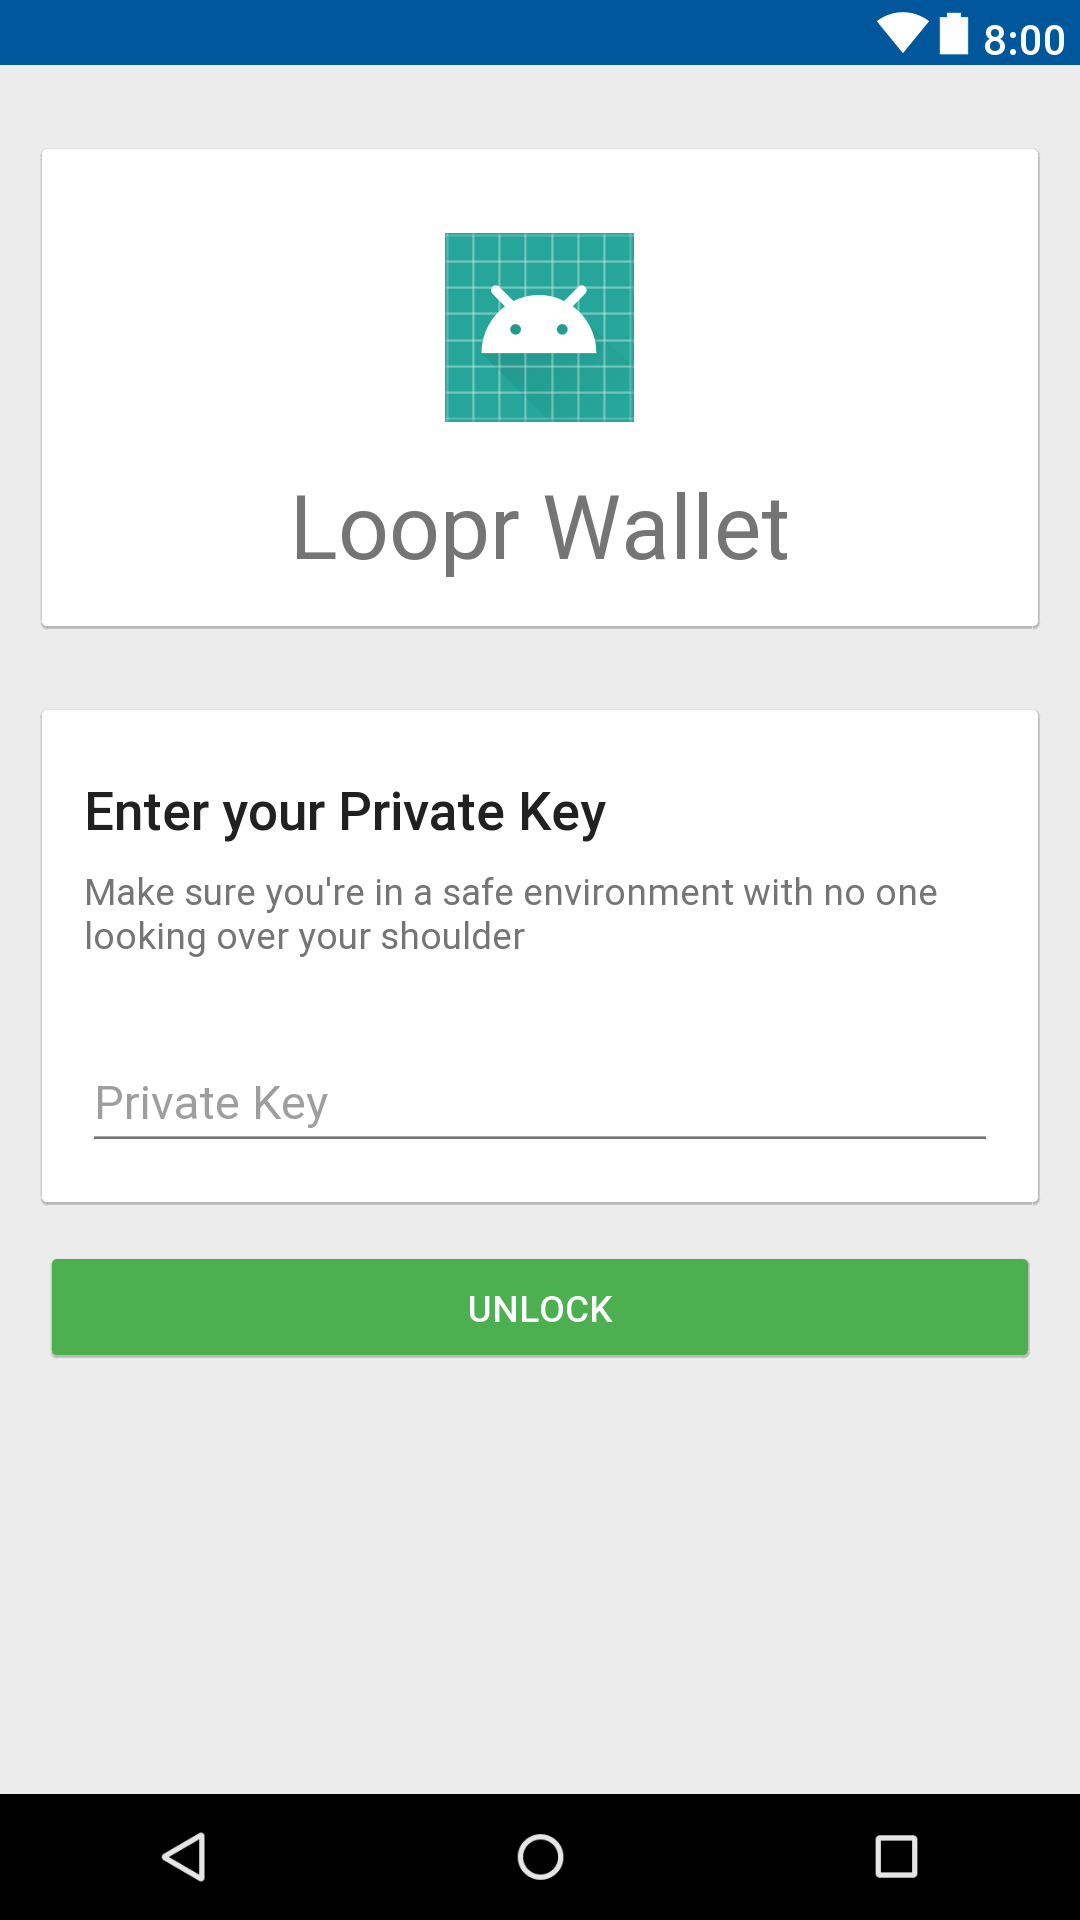 8:00
Loopr Wallet
Enter your Private Key
Make sure you're in a safe environment with no one
looking over your shoulder
Private Key
UNLOCK